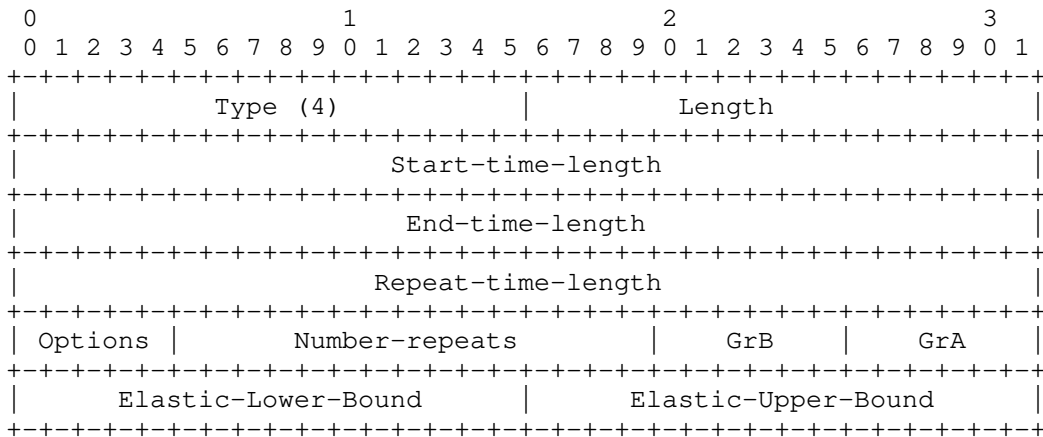 0                   1                   2                   3
 0 1 2 3 4 5 6 7 8 9 0 1 2 3 4 5 6 7 8 9 0 1 2 3 4 5 6 7 8 9 0 1
+-+-+-+-+-+-+-+-+-+-+-+-+-+-+-+-+-+-+-+-+-+-+-+-+-+-+-+-+-+-+-+-+
|            Type (4)           |         Length                |
+-+-+-+-+-+-+-+-+-+-+-+-+-+-+-+-+-+-+-+-+-+-+-+-+-+-+-+-+-+-+-+-+
|                       Start-time-length                       |
+-+-+-+-+-+-+-+-+-+-+-+-+-+-+-+-+-+-+-+-+-+-+-+-+-+-+-+-+-+-+-+-+
|                        End-time-length                        |
+-+-+-+-+-+-+-+-+-+-+-+-+-+-+-+-+-+-+-+-+-+-+-+-+-+-+-+-+-+-+-+-+
|                      Repeat-time-length                       |
+-+-+-+-+-+-+-+-+-+-+-+-+-+-+-+-+-+-+-+-+-+-+-+-+-+-+-+-+-+-+-+-+
| Options |       Number-repeats        |    GrB    |    GrA    |
+-+-+-+-+-+-+-+-+-+-+-+-+-+-+-+-+-+-+-+-+-+-+-+-+-+-+-+-+-+-+-+-+
|      Elastic-Lower-Bound      |      Elastic-Upper-Bound      |
+-+-+-+-+-+-+-+-+-+-+-+-+-+-+-+-+-+-+-+-+-+-+-+-+-+-+-+-+-+-+-+-+